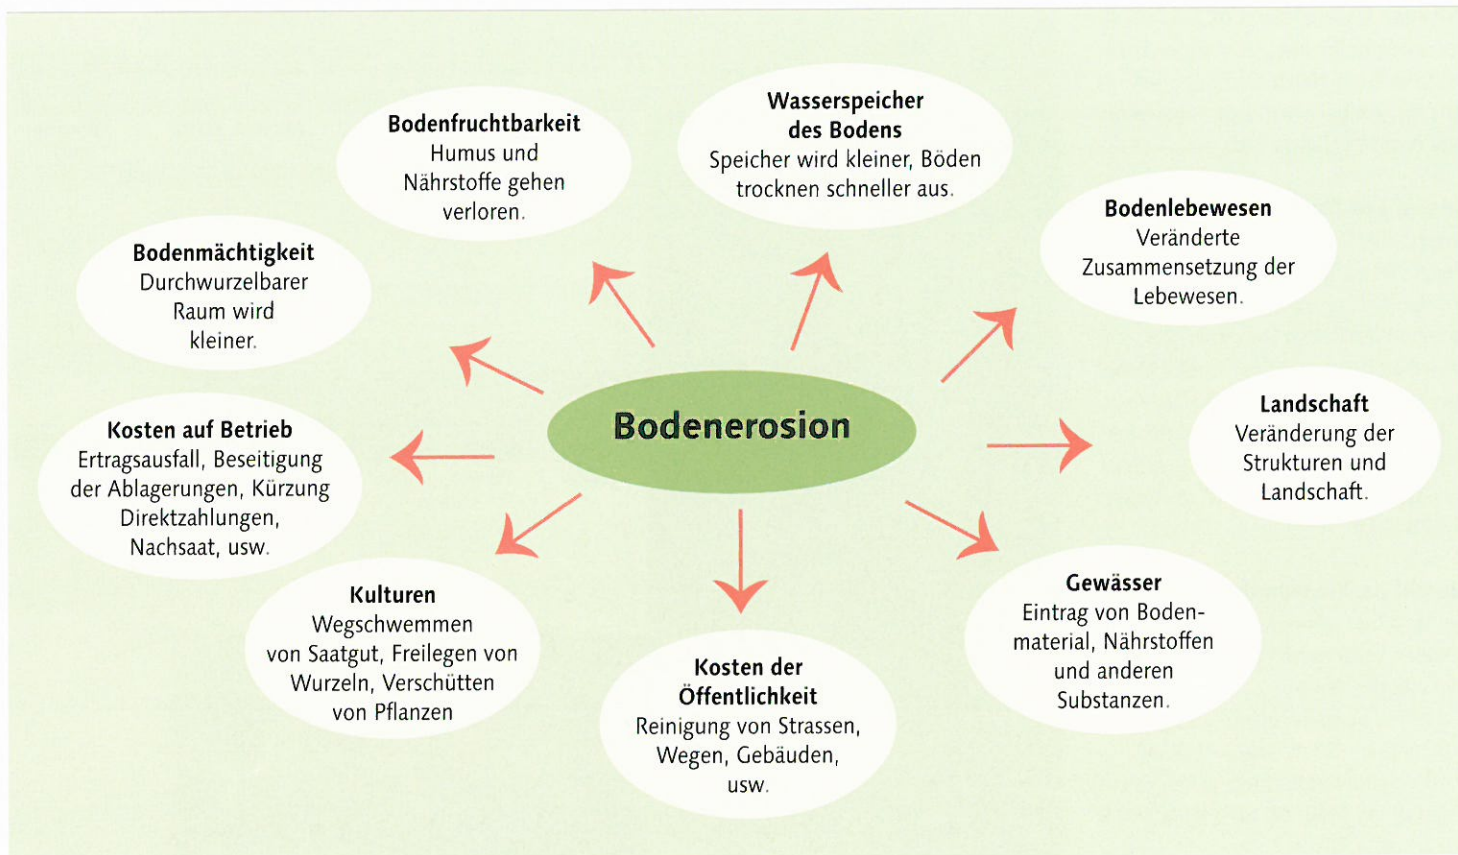 Bodenfruchtbarkeit
Humus und
Nährstoffe gehen
verloren.
Wasserspeicher
des Bodens
Speicher wird kleiner, Böden
trocknen schneller aus.
Bodenlebewesen
Veränderte
Zusammensetzung der
Lebewesen.
Bodenmächtigkeit
Durchwurzelbarer
Raum wird
kleiner.
Bodenerosion
Landschaft
Veränderung der
Strukturen und
Landschaft.
Kosten auf Betrieb
Ertragsausfall, Beseitigung
der Ablagerungen, Kürzung
Direktzahlungen,
Nachsaat, usw.
Kulturen
Wegschwemmen
von Saatgut, Freilegen von
Wurzeln, Verschütten
von Pflanzen
Kosten der
Öffentlichkeit
Reinigung von Strassen,
Wegen, Gebäuden,
usw.
Gewässer
Eintrag von Boden-
material, Nährstoffen
und anderen
Substanzen.